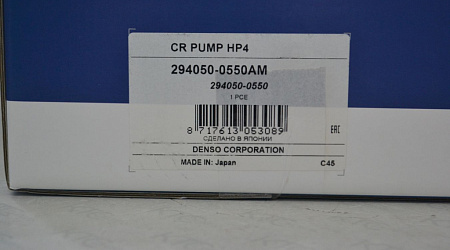 CR PUMP HP4
294050-0550AM
294050-0550
1 PCE
8 717613 053089
EAC
СДЕЛАНО В ЯПОНИИ
DENSO CORPORATION
MADE IN: Japan C45